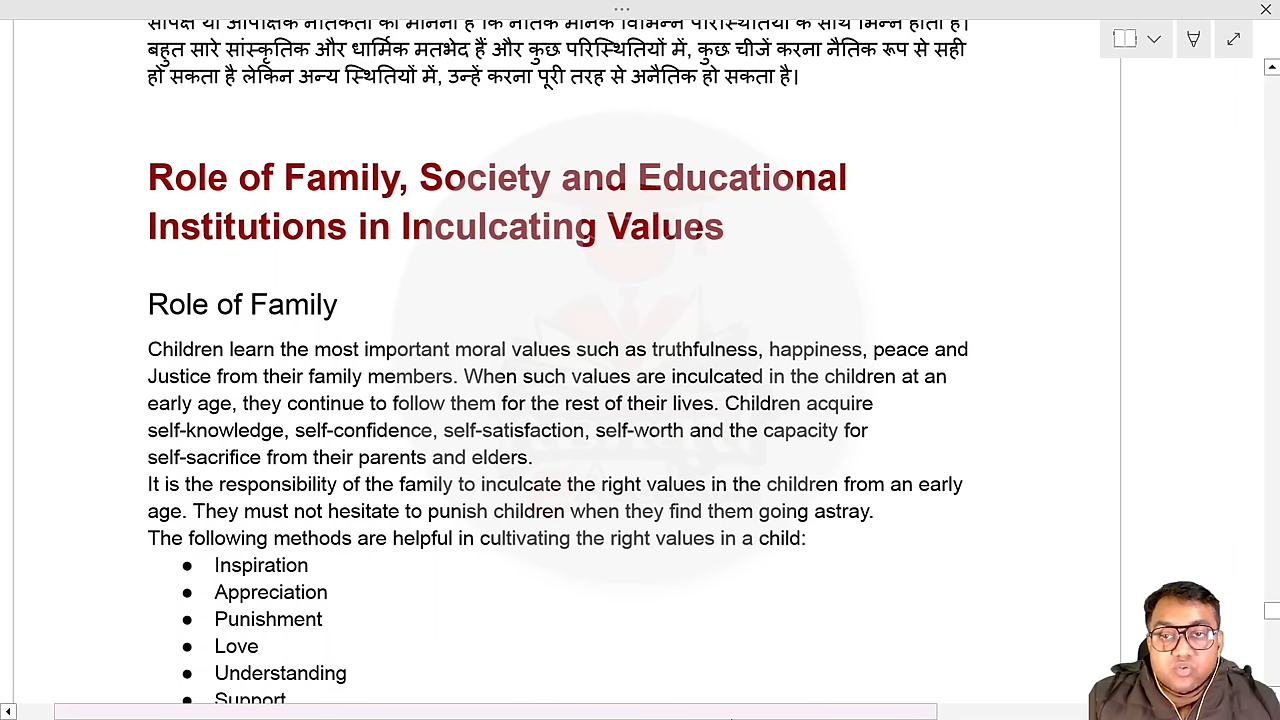 सापेक्ष या आपेक्षिक नैतिकता का मानना है कि नैतिक मानक विभिन्न परिस्थितियों के साथ भिन्न होता है।
बहुत सारे सांस्कृतिक और धार्मिक मतभेद हैं और कुछ परिस्थितियों में, कुछ चीजें करना नैतिक रूप से सही
हो सकता है लेकिन अन्य स्थितियों में, उन्हें करना पूरी तरह से अनैतिक हो सकता है।
Role of Family, Society and Educational
Institutions in Inculcating Values
Role of Family
Children learn the most important moral values such as truthfulness, happiness, peace and
Justice from their family members. When such values are inculcated in the children at an
early age, they continue to follow them for the rest of their lives. Children acquire
self-knowledge, self-confidence, self-satisfaction, self-worth and the capacity for
self-sacrifice from their parents and elders.
It is the responsibility of the family to inculcate the right values in the children from an early
age. They must not hesitate to punish children when they find them going astray.
The following methods are helpful in cultivating the right values in a child:
● Inspiration
● Appreciation
● Punishment
● Love
● Understanding
● Support